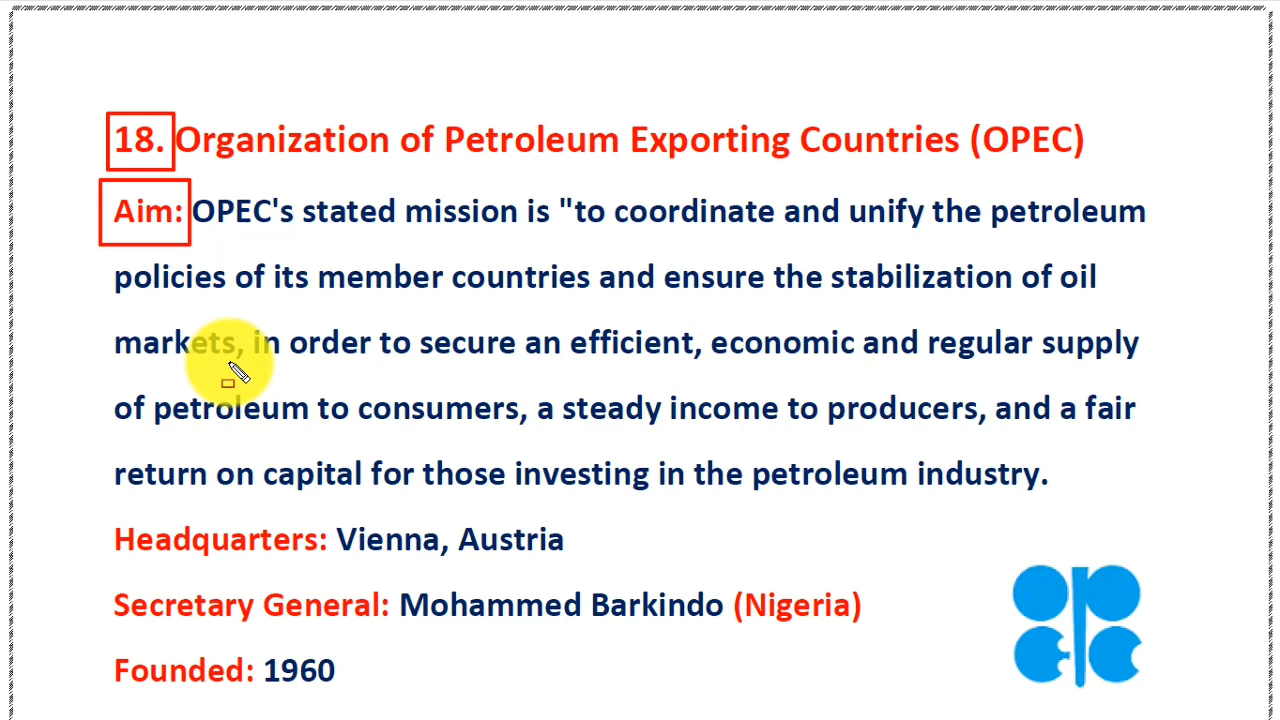 18. Organization of Petroleum Exporting Countries (OPEC)
Aim: OPEC's stated mission is "to coordinate and unify the petroleum
policies of its member countries and ensure the stabilization of oil
markets, in order to secure an efficient, economic and regular supply
of petroleum to consumers, a steady income to producers, and a fair
return on capital for those investing in the petroleum industry.
Headquarters: Vienna, Austria
Secretary General: Mohammed Barkindo (Nigeria)
Founded: 1960